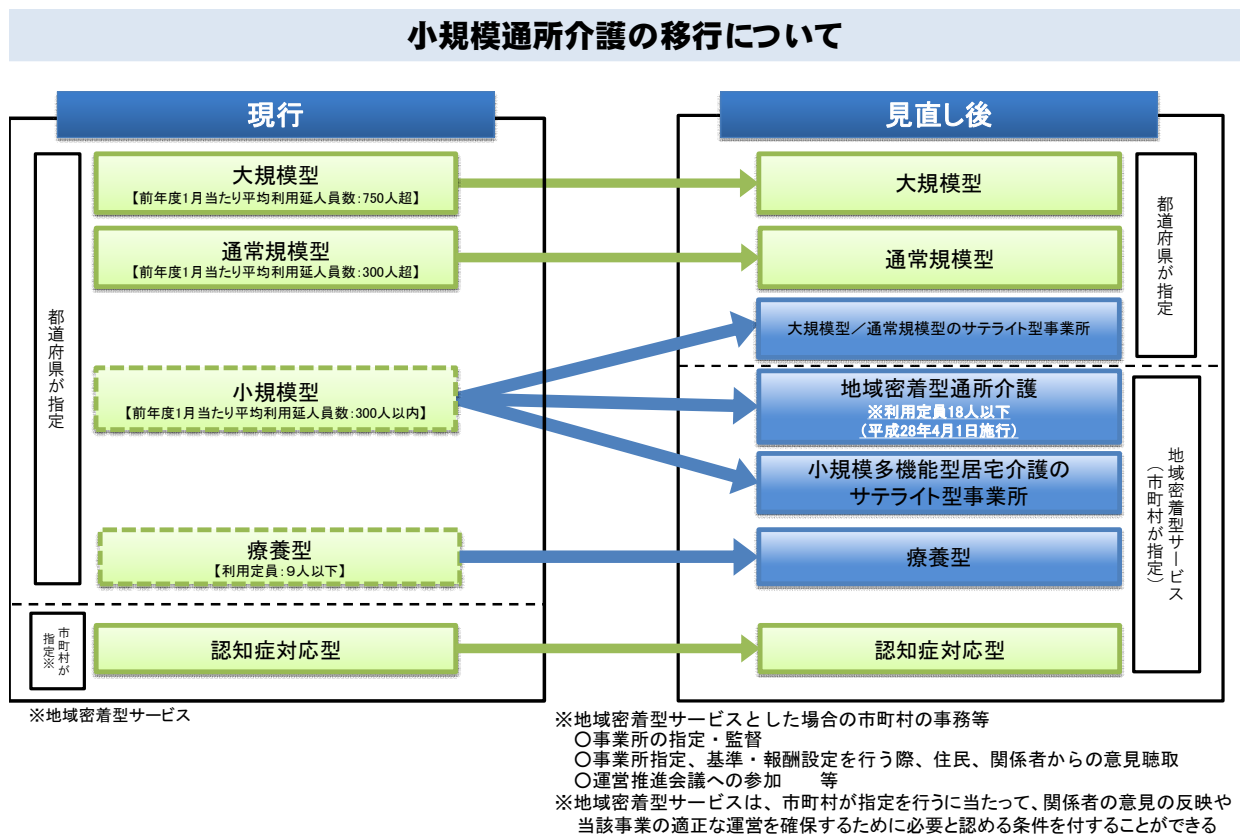 小規模通所介護の移行について
現行
都道府県が指定
大規模型
【前年度1月当たり平均利用延人員数:750人超】
通常規模型
【前年度1月当たり平均利用延人員数:300人超】
小規模型
【前年度1月当たり平均利用延人員数:300人以内】
療養型
【利用定員:9人以下】
市町村が
指定※
認知症対応型
※地域密着型サービス
見直し後
大規模型
通常規模型
大規模型／通常規模型のサテライト型事業所
都道府県が指定
地域密着型通所介護
※利用定員18人以下
(平成28年4月1日施行)
小規模多機能型居宅介護の
サテライト型事業所
療養型
認知症対応型
地域密着型サービス
(市町村が指定)
※地域密着型サービスとした場合の市町村の事務等
○事業所の指定・監督
○事業所指定、基準・報酬設定を行う際、住民、関係者からの意見聴取
○運営推進会議への参加　　等
※地域密着型サービスは、市町村が指定を行うに当たって、関係者の意見の反映や
当該事業の適正な運営を確保するために必要と認める条件を付することができる